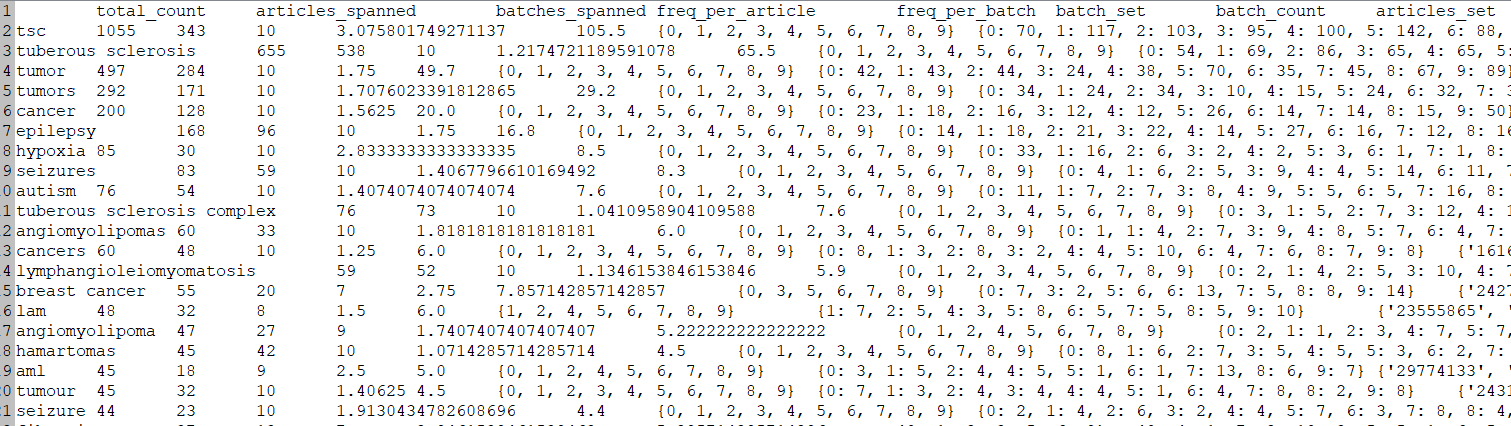 1 total_count articles_spanned batches_spanned freq_per_article freq_per_batch batch_set batch_count articles_set
2 tsc 1055 343 10 3.075801749271137 105.5 {0, 1, 2, 3, 4, 5, 6, 7, 8, 9} {0: 70, 1: 117, 2: 103, 3: 95, 4: 100, 5: 142, 6: 88,
3 tuberous sclerosis 655 538 10 1.2174721189591078 65.5 {0, 1, 2, 3, 4, 5, 6, 7, 8, 9} {0: 54, 1: 69, 2: 86, 3: 65, 4: 65, 5:
4 tumor 497 284 10 1.75 49.7 {0, 1, 2, 3, 4, 5, 6, 7, 8, 9} {0: 42, 1: 43, 2: 44, 3: 24, 4: 38, 5: 70, 6: 35, 7: 45, 8: 67, 9: 89}
5 tumors 292 171 10 1.7076023391812865 29.2 {0, 1, 2, 3, 4, 5, 6, 7, 8, 9} {0: 34, 1: 24, 2: 34, 3: 10, 4: 15, 5: 24, 6: 32, 7: 3
6 cancer 200 128 10 1.5625 20.0 {0, 1, 2, 3, 4, 5, 6, 7, 8, 9} {0: 23, 1: 18, 2: 16, 3: 12, 4: 12, 5: 26, 6: 14, 7: 14, 8: 15, 9: 50}
7 epilepsy 168 96 10 1.75 16.8 {0, 1, 2, 3, 4, 5, 6, 7, 8, 9} {0: 14, 1: 18, 2: 21, 3: 22, 4: 14, 5: 27, 6: 16, 7: 12, 8: 16
8 hypoxia 85 30 10 2.8333333333333335 8.5 {0, 1, 2, 3, 4, 5, 6, 7, 8, 9} {0: 33, 1: 16, 2: 6, 3: 2, 4: 2, 5: 3, 6: 1, 7: 1, 8:
9 seizures 83 59 10 1.4067796610169492 8.3 {0, 1, 2, 3, 4, 5, 6, 7, 8, 9} {0: 4, 1: 6, 2: 5, 3: 9, 4: 4, 5: 14, 6: 11, 7
0 autism 76 54 10 1.4074074074074074 7.6 {0, 1, 2, 3, 4, 5, 6, 7, 8, 9} {0: 11, 1: 7, 2: 7, 3: 8, 4: 9, 5: 5, 6: 5, 7: 16, 8:
1 tuberous sclerosis complex 76 73 10 1.0410958904109588 7.6 {0, 1, 2, 3, 4, 5, 6, 7, 8, 9} {0: 3, 1: 5, 2: 7, 3: 12, 4: 1
2 angiomyolipomas 60 33 10 1.8181818181818181 6.0 {0, 1, 2, 3, 4, 5, 6, 7, 8, 9} {0: 1, 1: 4, 2: 7, 3: 9, 4: 8, 5: 7, 6: 4, 7:
3 cancers 60 48 10 1.25 6.0 {0, 1, 2, 3, 4, 5, 6, 7, 8, 9} {0: 8, 1: 3, 2: 8, 3: 2, 4: 4, 5: 10, 6: 4, 7: 6, 8: 7, 9: 8} {'1616
4 lymphangioleiomyomatosis 59 52 10 1.1346153846153846 5.9 {0, 1, 2, 3, 4, 5, 6, 7, 8, 9} {0: 2, 1: 4, 2: 5, 3: 10, 4: 7
5 breast cancer 55 20 7 2.75 7.857142857142857 {0, 3, 5, 6, 7, 8, 9} {0: 7, 3: 2, 5: 6, 6: 13, 7: 5, 8: 8, 9: 14} {'2427
6 lam 48 32 8 1.5 6.0 {1, 2, 4, 5, 6, 7, 8, 9} {1: 7, 2: 5, 4: 3, 5: 8, 6: 5, 7: 5, 8: 5, 9: 10} {'23555865', '
7 angiomyolipoma 47 27 9 1.7407407407407407 5.222222222222222 {0, 1, 2, 4, 5, 6, 7, 8, 9} {0: 2, 1: 1, 2: 3, 4: 7, 5: 7,
8 hamartomas 45 42 10 1.0714285714285714 4.5 {0, 1, 2, 3, 4, 5, 6, 7, 8, 9} {0: 8, 1: 6, 2: 7, 3: 5, 4: 5, 5: 3, 6: 2, 7:
9 aml 45 18 9 2.5 5.0 {0, 1, 2, 4, 5, 6, 7, 8, 9} {0: 3, 1: 5, 2: 4, 4: 5, 5: 1, 6: 1, 7: 13, 8: 6, 9: 7} {'29774133', '
0 tumour 45 32 10 1.40625 4.5 {0, 1, 2, 3, 4, 5, 6, 7, 8, 9} {0: 7, 1: 3, 2: 4, 3: 4, 4: 4, 5: 1, 6: 4, 7: 8, 8: 2, 9: 8} {'2431
1 seizure 44 23 10 1.9130434782608696 4.4 {0, 1, 2, 3, 4, 5, 6, 7, 8, 9} {0: 2, 1: 4, 2: 6, 3: 2, 4: 4, 5: 7, 6: 3, 7: 8, 8: 4,